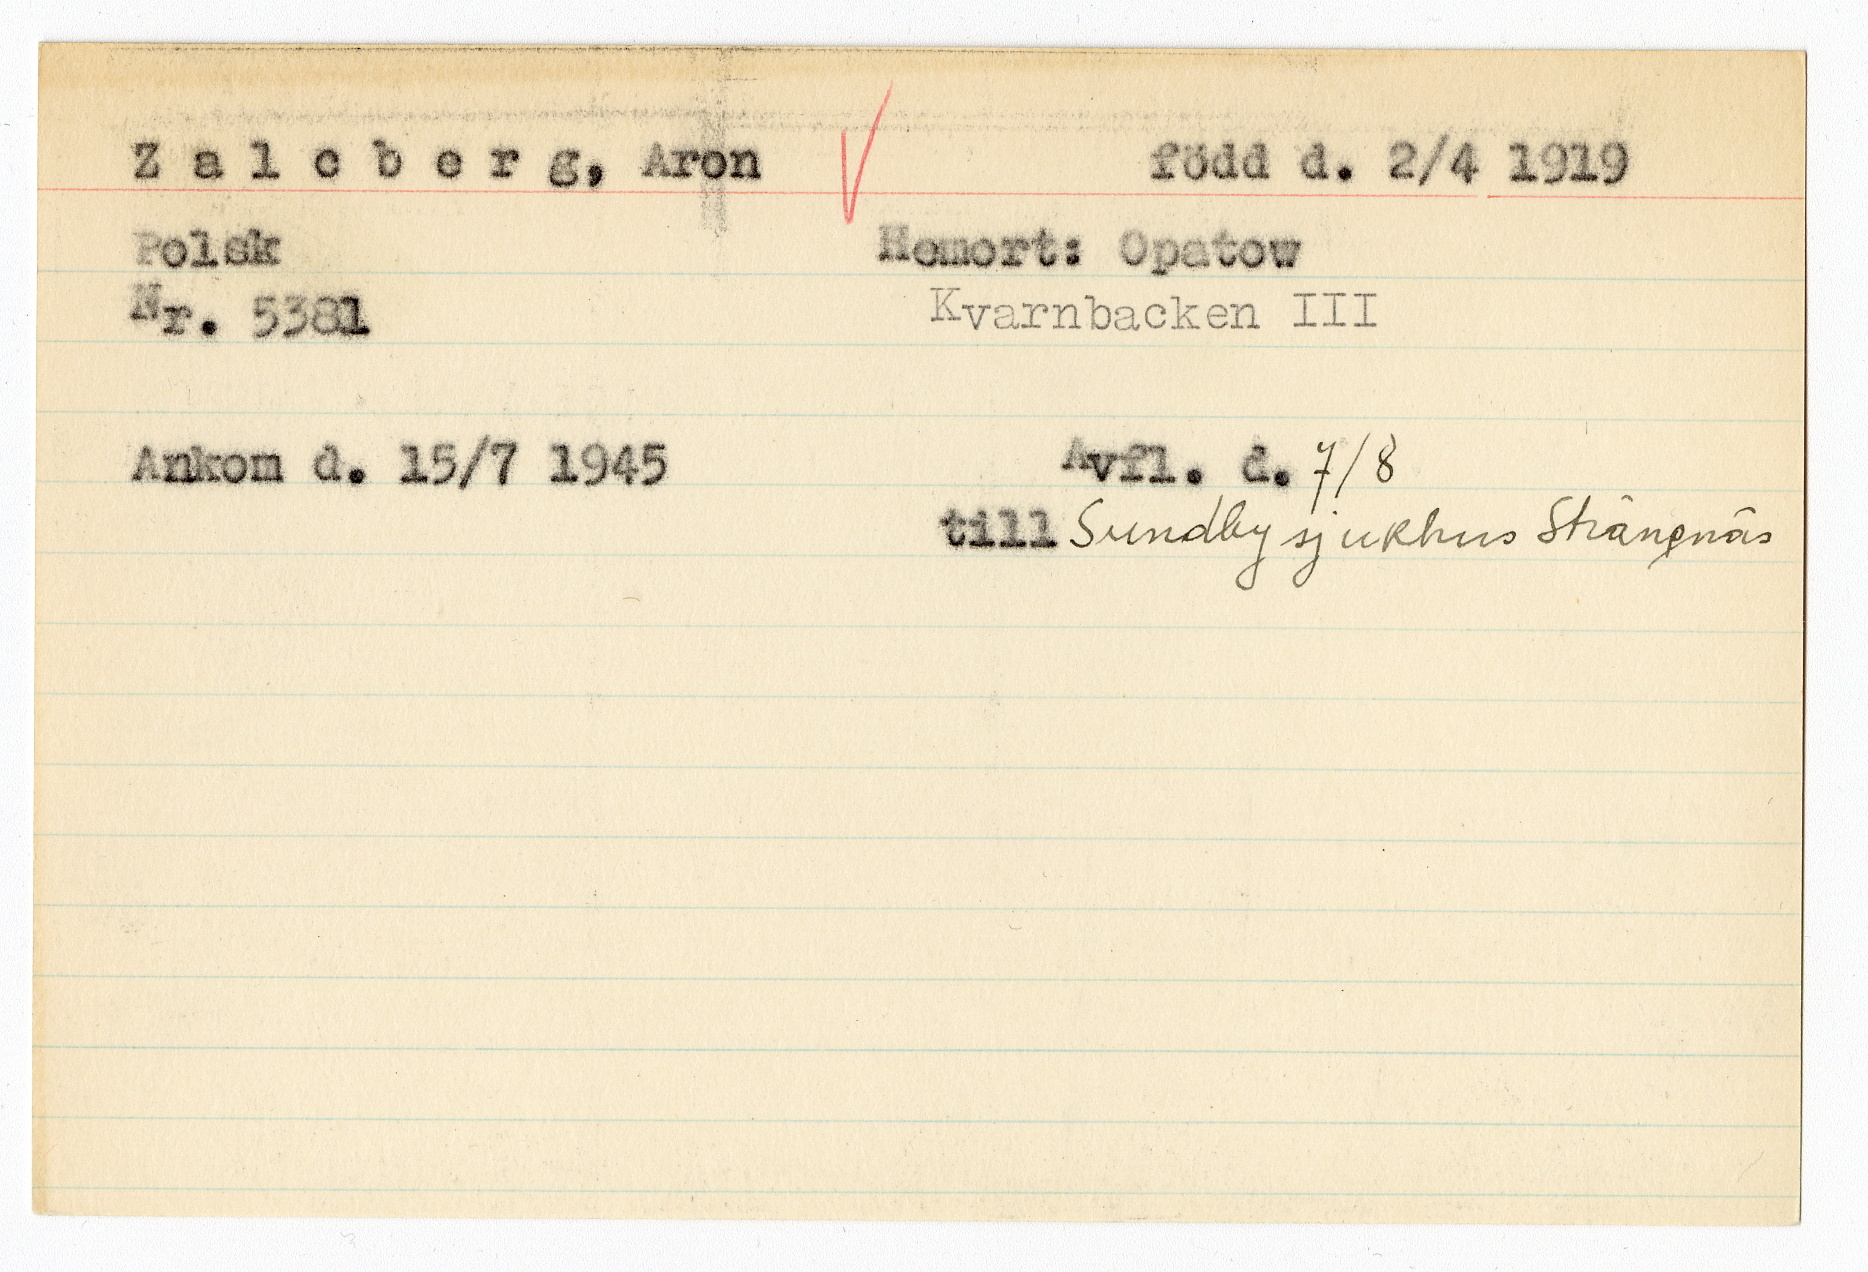 Z a l c b e r g, Aron född d. 2/4 1919
Polsk Hemort: Opatow
Nr. 5381 Kvarnbacken III
Ankom d. 15/7 1945 Avfl. d. 7/8
till Sundby sjukhus Strängnäs